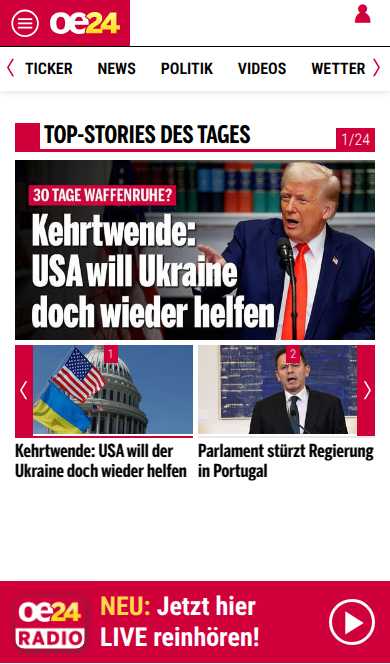 oe24
TICKER NEWS POLITIK VIDEOS WETTER
TOP-STORIES DES TAGES
1/24
30 TAGE WAFFENRUHE?
Kehrtwende:
USA will Ukraine
doch wieder helfen
1
2
Kehrtwende: USA will der
Ukraine doch wieder helfen
Parlament stürzt Regierung
in Portugal
oe24
RADIO
NEU: Jetzt hier
LIVE reinhören!